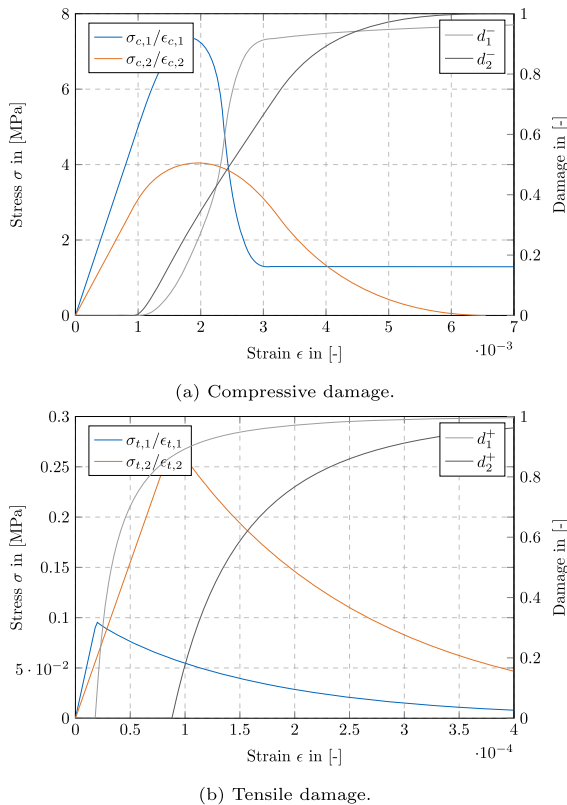 8
6
4
2
0
Stress σ in [MPa]
σc,1/ϵc,1
σc,2/ϵc,2
d₁⁻
d₂⁻
1
0.8
0.6
0.4
0.2
0
Damage in [-]
0 1 2 3 4 5 6 7
Strain ϵ in [-]
·10⁻³
(a) Compressive damage.
0.3
0.25
0.2
0.15
0.1
5 · 10⁻²
0
Stress σ in [MPa]
σt,1/ϵt,1
σt,2/ϵt,2
d₁⁺
d₂⁺
1
0.8
0.6
0.4
0.2
0
Damage in [-]
0 0.5 1 1.5 2 2.5 3 3.5 4
Strain ϵ in [-]
·10⁻⁴
(b) Tensile damage.